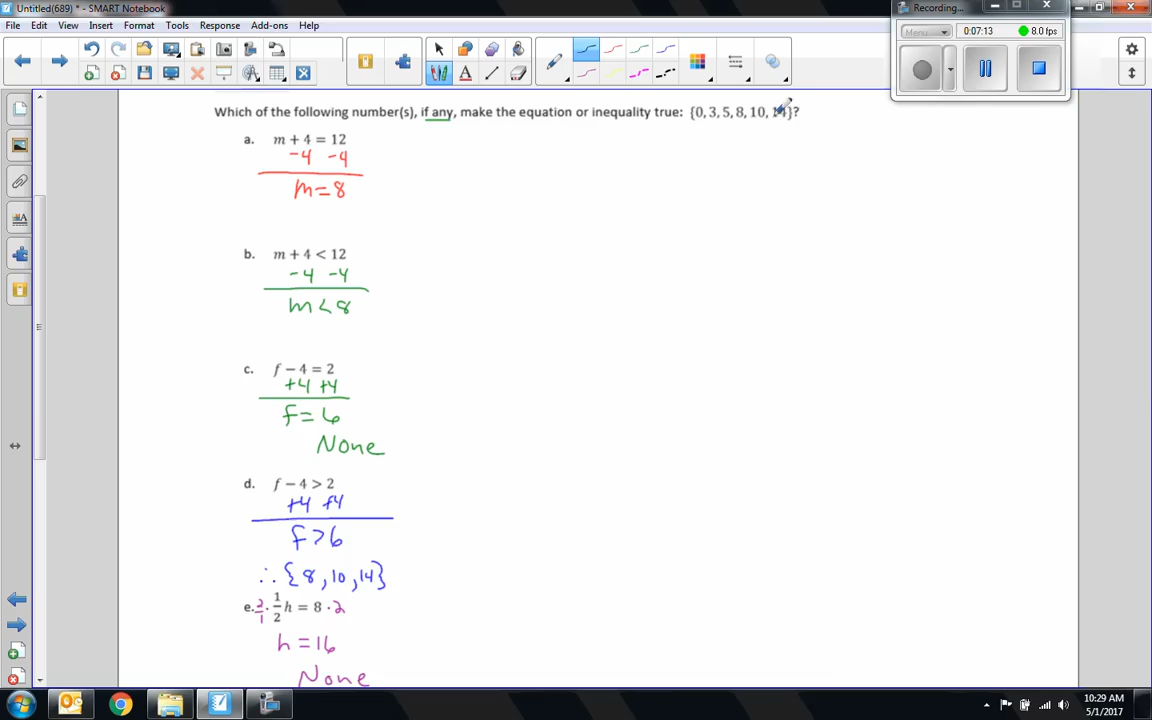 Untitled(689) * - SMART Notebook
File Edit View Insert Format Tools Response Add-ons Help
Recording...
Menu 0:07:13 8.0 fps
Which of the following number(s), if any, make the equation or inequality true: {0, 3, 5, 8, 10, 14}?
a. m + 4 = 12
-4 -4
m = 8
b. m + 4 < 12
-4 -4
m < 8
c. f − 4 = 2
+4 +4
f = 6
None
d. f − 4 > 2
+4 +4
f > 6
∴ {8, 10, 14}
e. 2/1 · 1/2 h = 8 · 2
h = 16
None
10:29 AM
5/1/2017